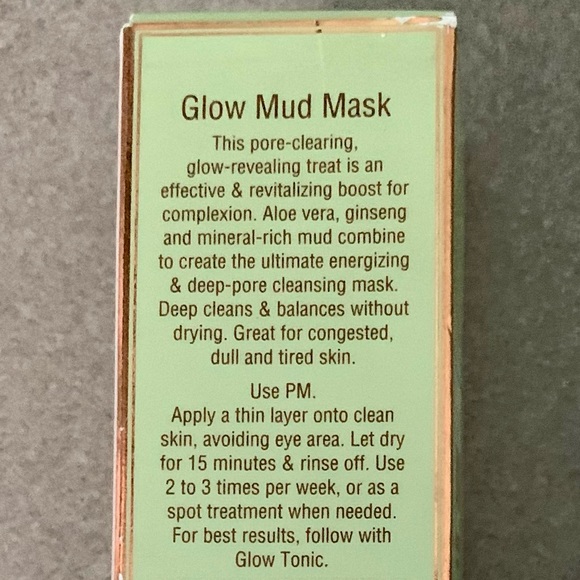 Glow Mud Mask
This pore-clearing,
glow-revealing treat is an
effective & revitalizing boost for
complexion. Aloe vera, ginseng
and mineral-rich mud combine
to create the ultimate energizing
& deep-pore cleansing mask.
Deep cleans & balances without
drying. Great for congested,
dull and tired skin.
Use PM.
Apply a thin layer onto clean
skin, avoiding eye area. Let dry
for 15 minutes & rinse off. Use
2 to 3 times per week, or as a
spot treatment when needed.
For best results, follow with
Glow Tonic.